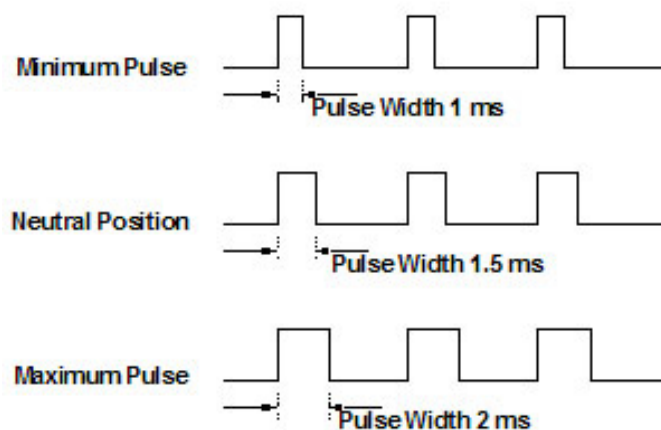 Minimum Pulse
Pulse Width 1 ms
Neutral Position
Pulse Width 1.5 ms
Maximum Pulse
Pulse Width 2 ms